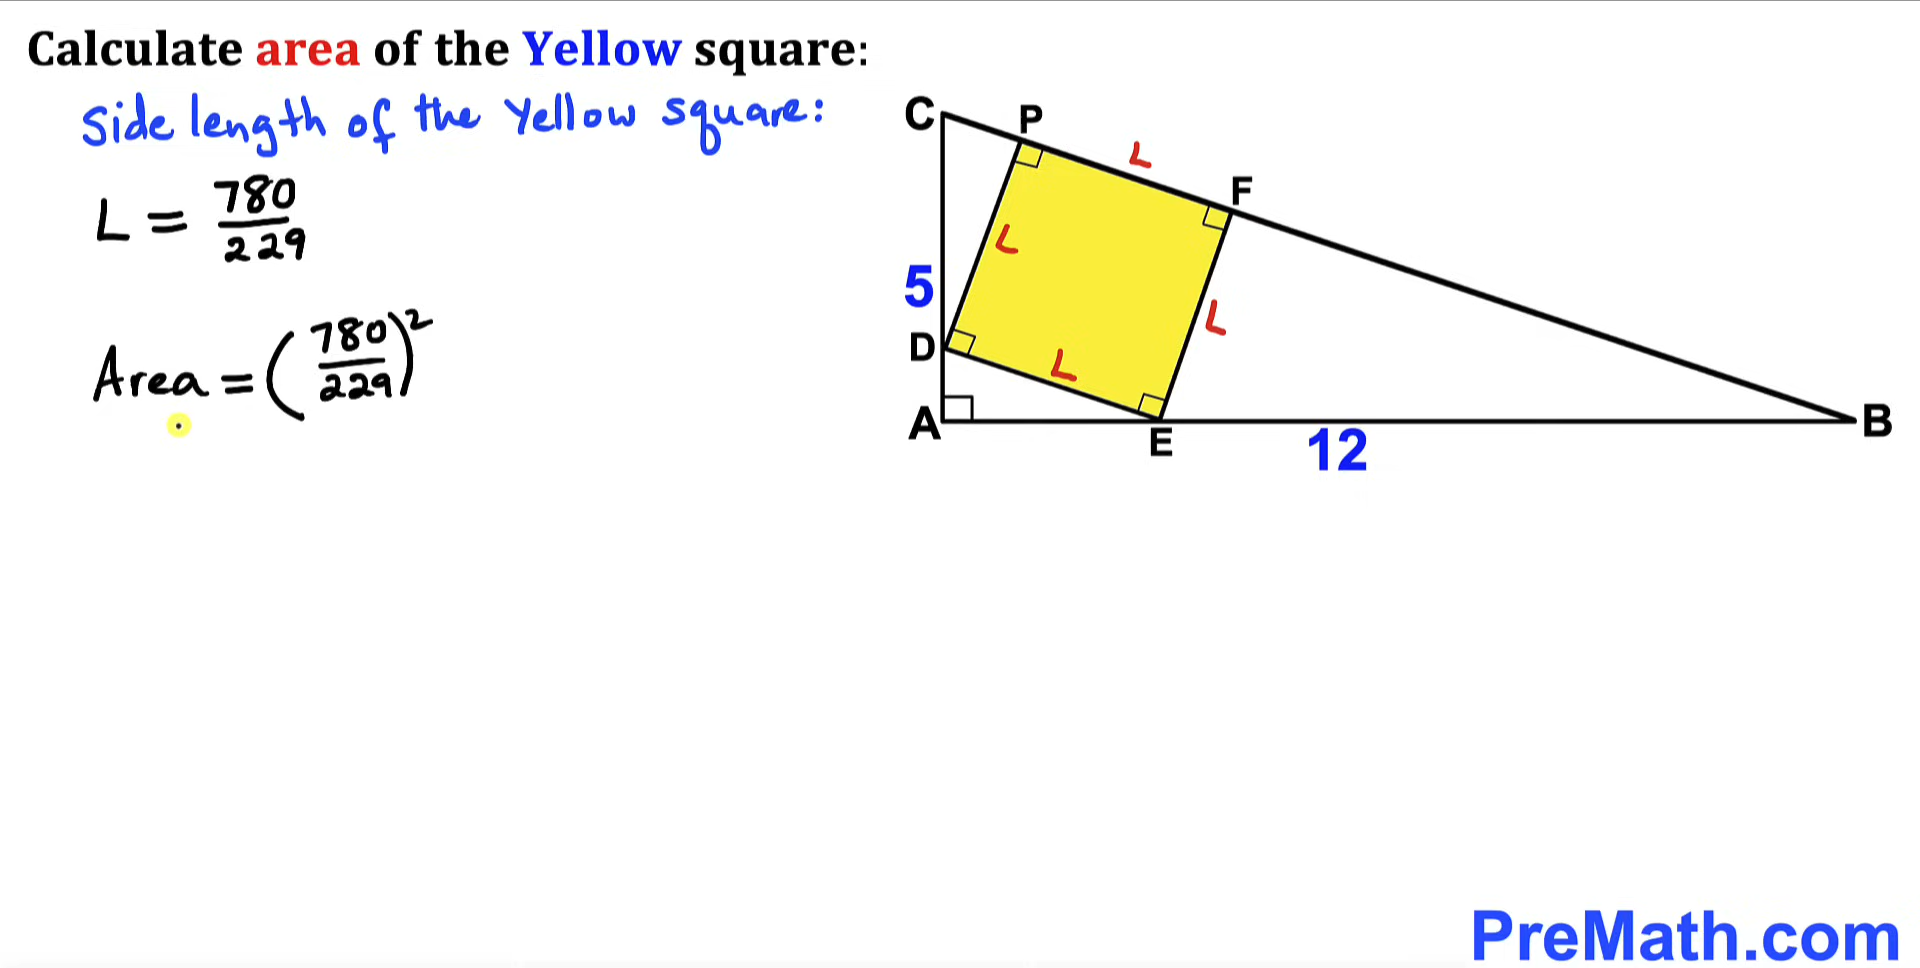 Calculate area of the Yellow square:
Side length of the Yellow square:
L = 780/229
Area = (780/229)²
C
P
L
F
L
5
L
D
L
A
E
12
B
PreMath.com